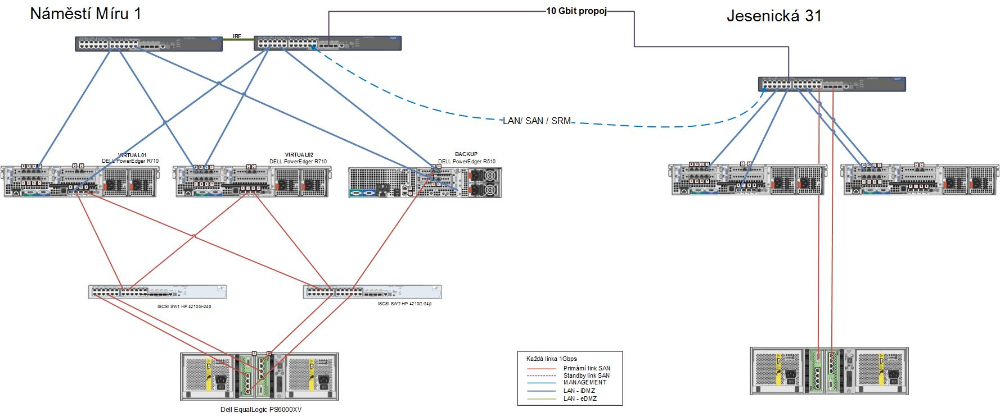 Náměstí Míru 1
10 Gbit propoj
Jesenická 31
IRF
LAN/ SAN / SRM
VIRTUAL01
DELL PowerEdger R710
VIRTUAL02
DELL PowerEdger R710
BACKUP
DELL PowerEdger R510
ISCSI SW1 HP 4210G-24p
ISCSI SW2 HP 4210G-24p
Dell EqualLogic PS6000XV
Každá linka 1Gbps
Primární link SAN
Standby link SAN
MANAGEMENT
LAN - iDMZ
LAN - eDMZ